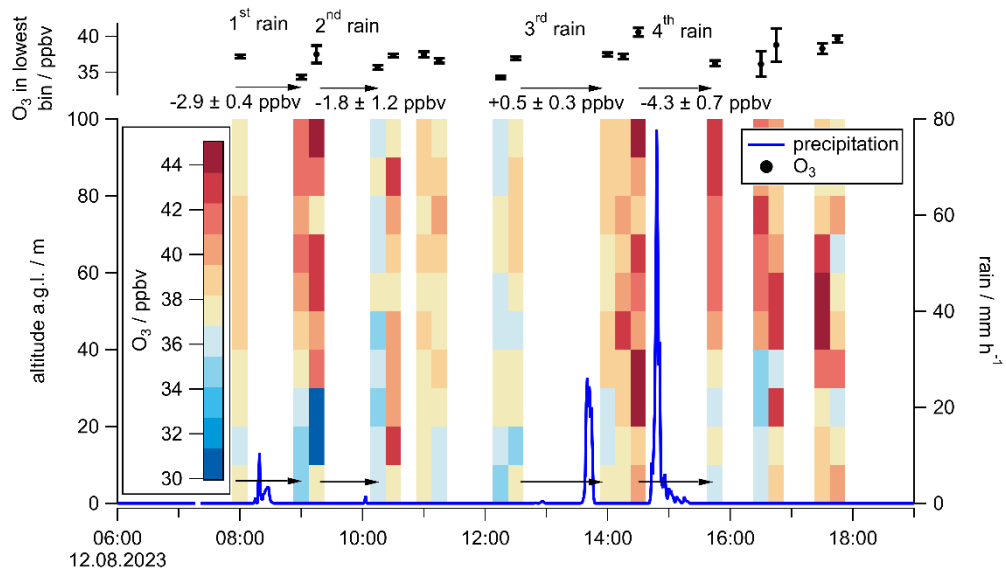 1st rain 2nd rain 3rd rain 4th rain
O3 in lowest bin / ppbv
40
35
-2.9 ± 0.4 ppbv -1.8 ± 1.2 ppbv +0.5 ± 0.3 ppbv -4.3 ± 0.7 ppbv
altitude a.g.l. / m
100
80
60
40
20
0
O3 / ppbv
44
42
40
38
36
34
32
30
precipitation
O3
rain / mm h-1
80
60
40
20
0
06:00 08:00 10:00 12:00 14:00 16:00 18:00
12.08.2023